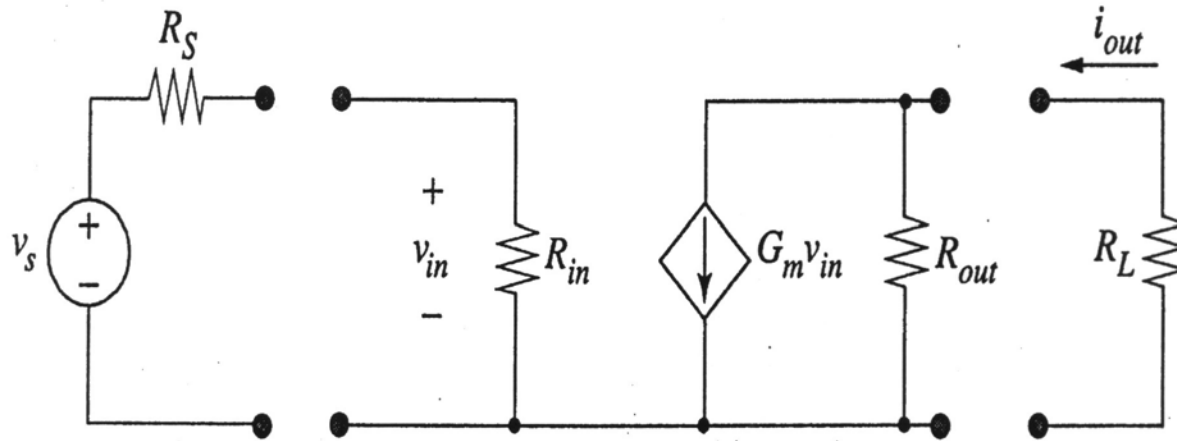 R_S
i_out
+
v_s
−
+
v_in
−
R_in
G_m v_in
R_out
R_L